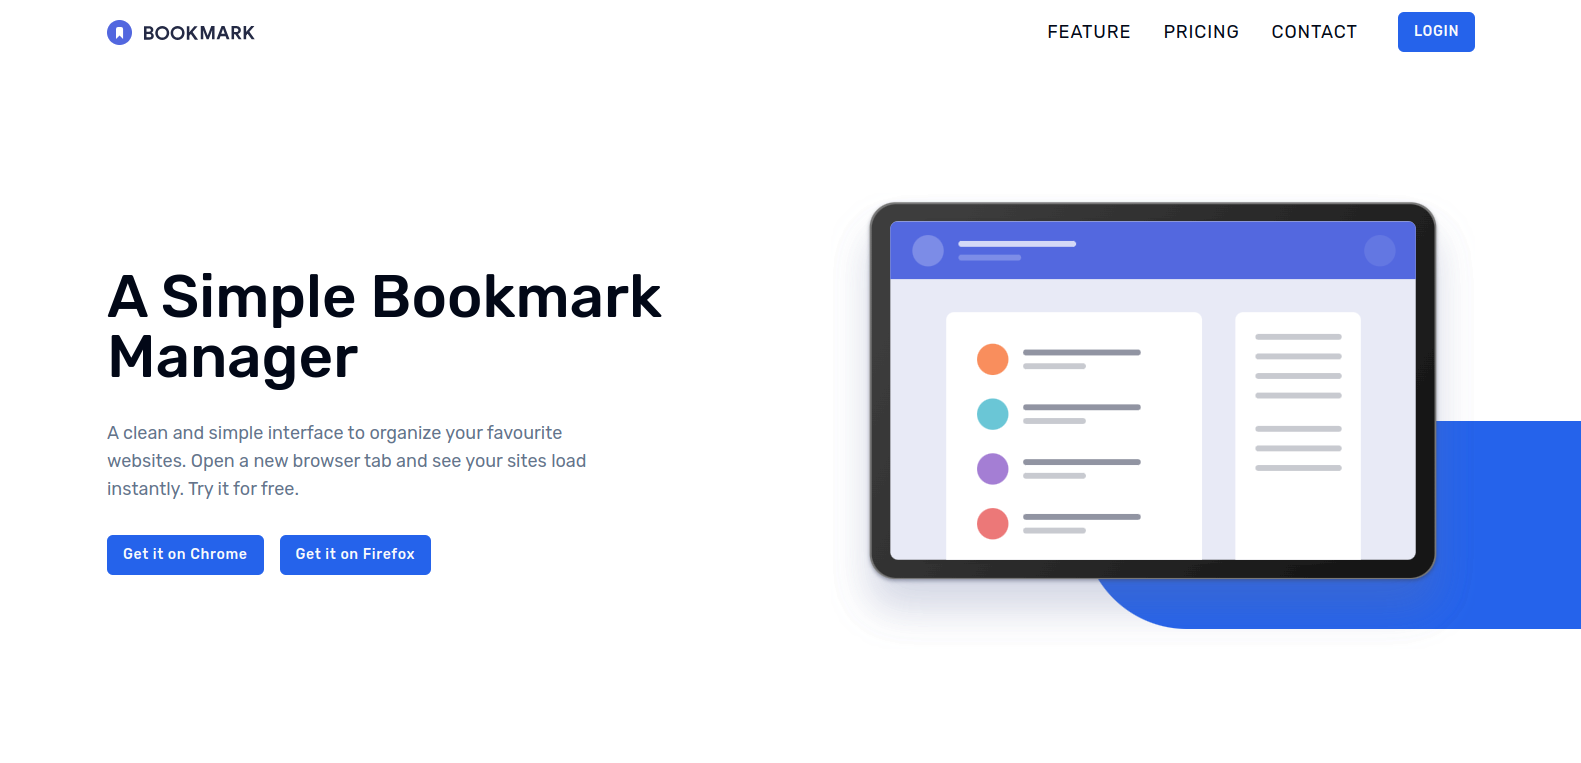 BOOKMARK
FEATURE PRICING CONTACT LOGIN
A Simple Bookmark
Manager
A clean and simple interface to organize your favourite
websites. Open a new browser tab and see your sites load
instantly. Try it for free.
Get it on Chrome Get it on Firefox